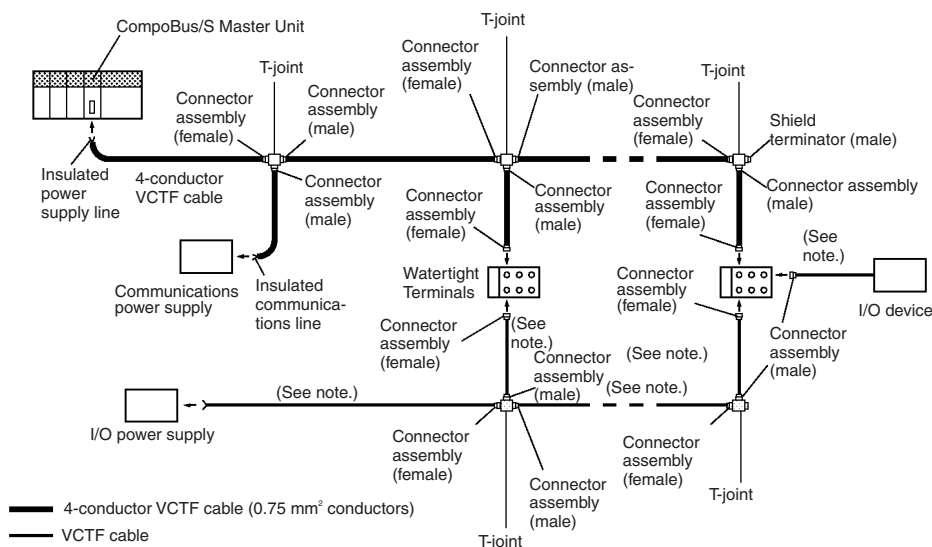 CompoBus/S Master Unit
T-joint
Connector
assembly
(female)
Connector
assembly
(male)
T-joint
Connector
assembly
(female)
Connector as-
sembly (male)
T-joint
Connector
assembly
(female)
Shield
terminator (male)
Insulated
power
supply line
4-conductor
VCTF cable
Connector
assembly
(male)
Connector
assembly
(female)
Connector
assembly
(male)
Connector
assembly
(female)
Connector assembly
(male)
Communications
power supply
Insulated
communica-
tions line
Watertight
Terminals
Connector
assembly
(female)
(See
note.)
I/O device
Connector
assembly
(female)
(See
note.)
Connector
assembly
(male)
(See note.)
Connector
assembly
(male)
(See note.)
(See note.)
I/O power supply
Connector
assembly
(female)
Connector
assembly
(male)
Connector
assembly
(female)
T-joint
T-joint
4-conductor VCTF cable (0.75 mm² conductors)
VCTF cable